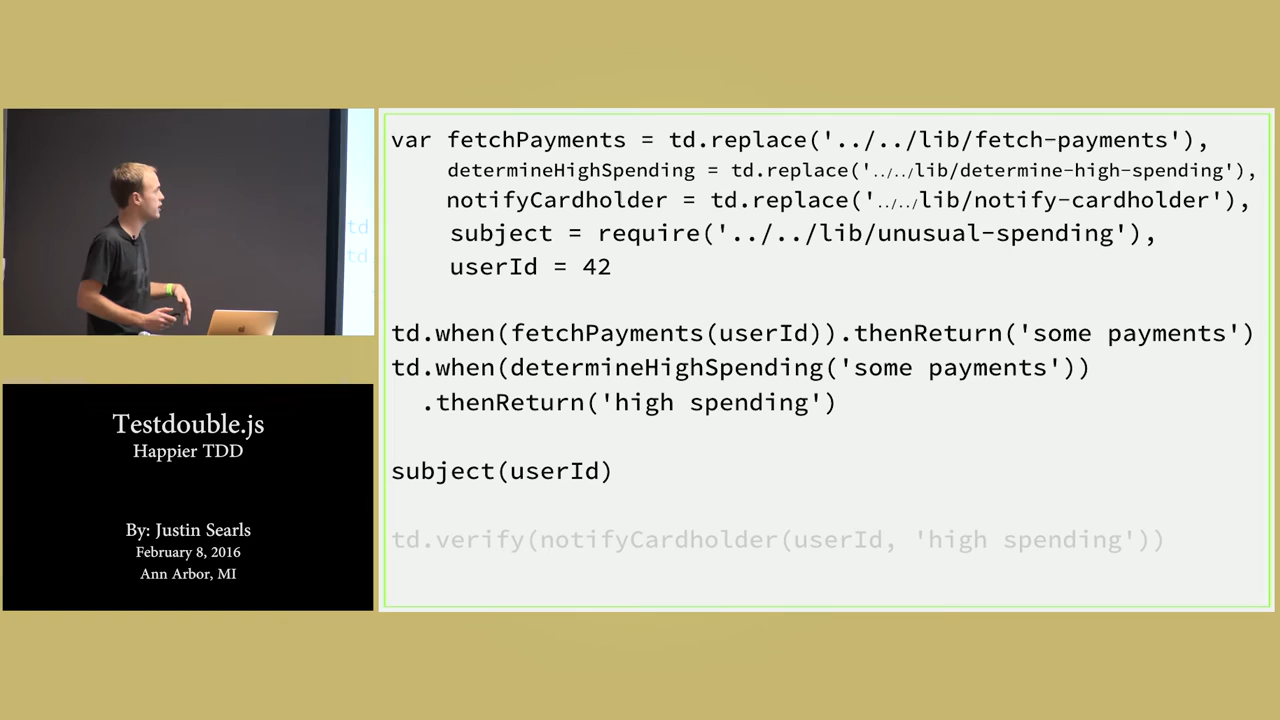 var fetchPayments = td.replace('../../lib/fetch-payments'),
determineHighSpending = td.replace('../../lib/determine-high-spending'),
notifyCardholder = td.replace('../../lib/notify-cardholder'),
subject = require('../../lib/unusual-spending'),
userId = 42
td.when(fetchPayments(userId)).thenReturn('some payments')
td.when(determineHighSpending('some payments'))
.thenReturn('high spending')
subject(userId)
td.verify(notifyCardholder(userId, 'high spending'))
td
td
Testdouble.js
Happier TDD
By: Justin Searls
February 8, 2016
Ann Arbor, MI